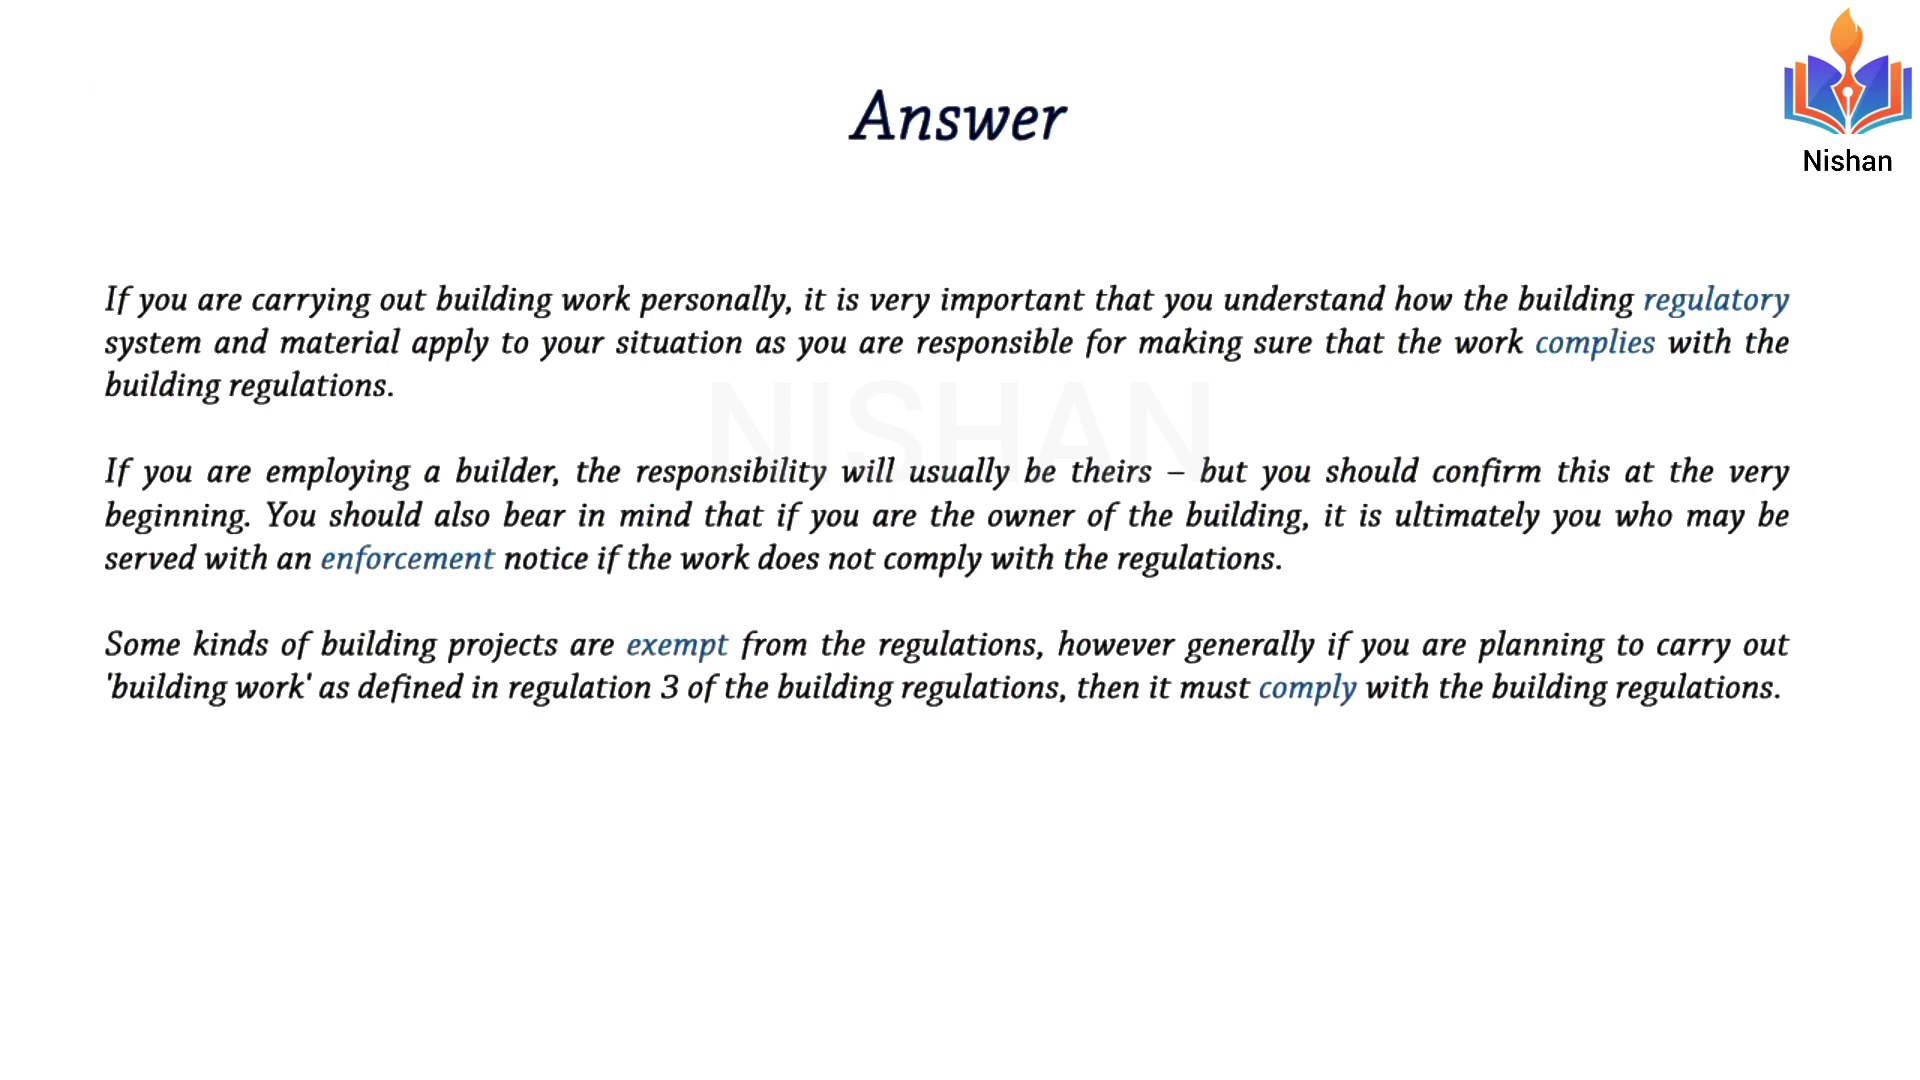 Answer
Nishan
If you are carrying out building work personally, it is very important that you understand how the building regulatory
system and material apply to your situation as you are responsible for making sure that the work complies with the
building regulations.
NISHAN
If you are employing a builder, the responsibility will usually be theirs – but you should confirm this at the very
beginning. You should also bear in mind that if you are the owner of the building, it is ultimately you who may be
served with an enforcement notice if the work does not comply with the regulations.
Some kinds of building projects are exempt from the regulations, however generally if you are planning to carry out
'building work' as defined in regulation 3 of the building regulations, then it must comply with the building regulations.